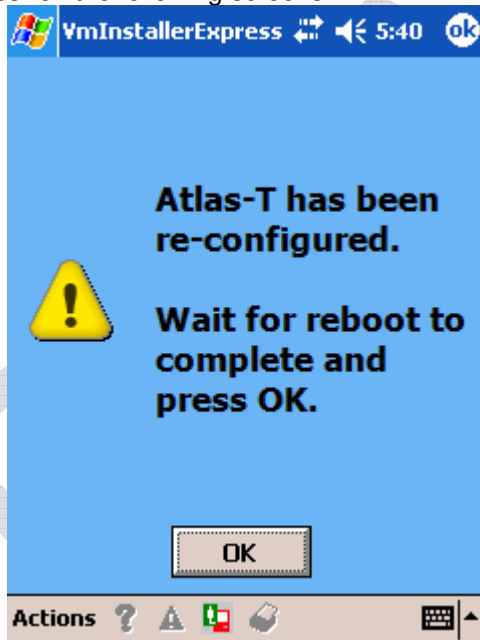 VmInstallerExpress 5:40 ok
Atlas-T has been
re-configured.
Wait for reboot to
complete and
press OK.
OK
Actions